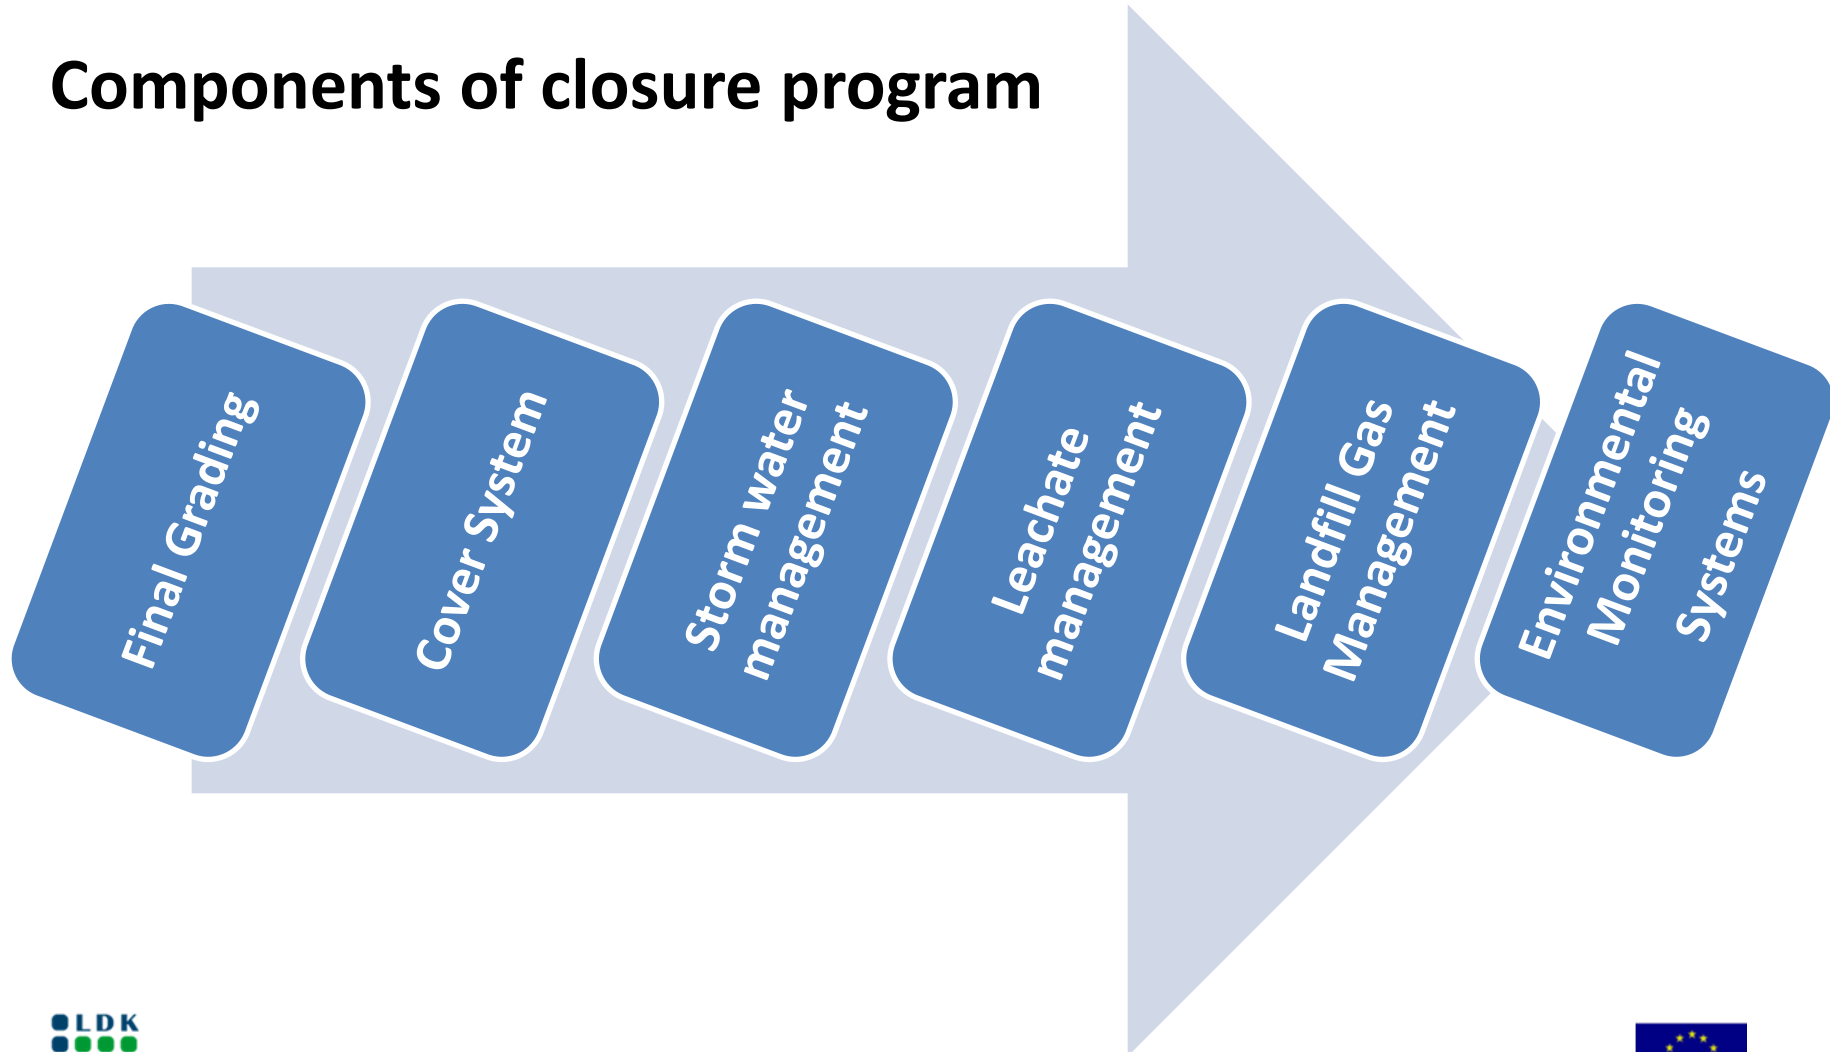 Components of closure program
Final Grading
Cover System
Storm water
management
Leachate
management
Landfill Gas
Management
Environmental
Monitoring
Systems
LDK